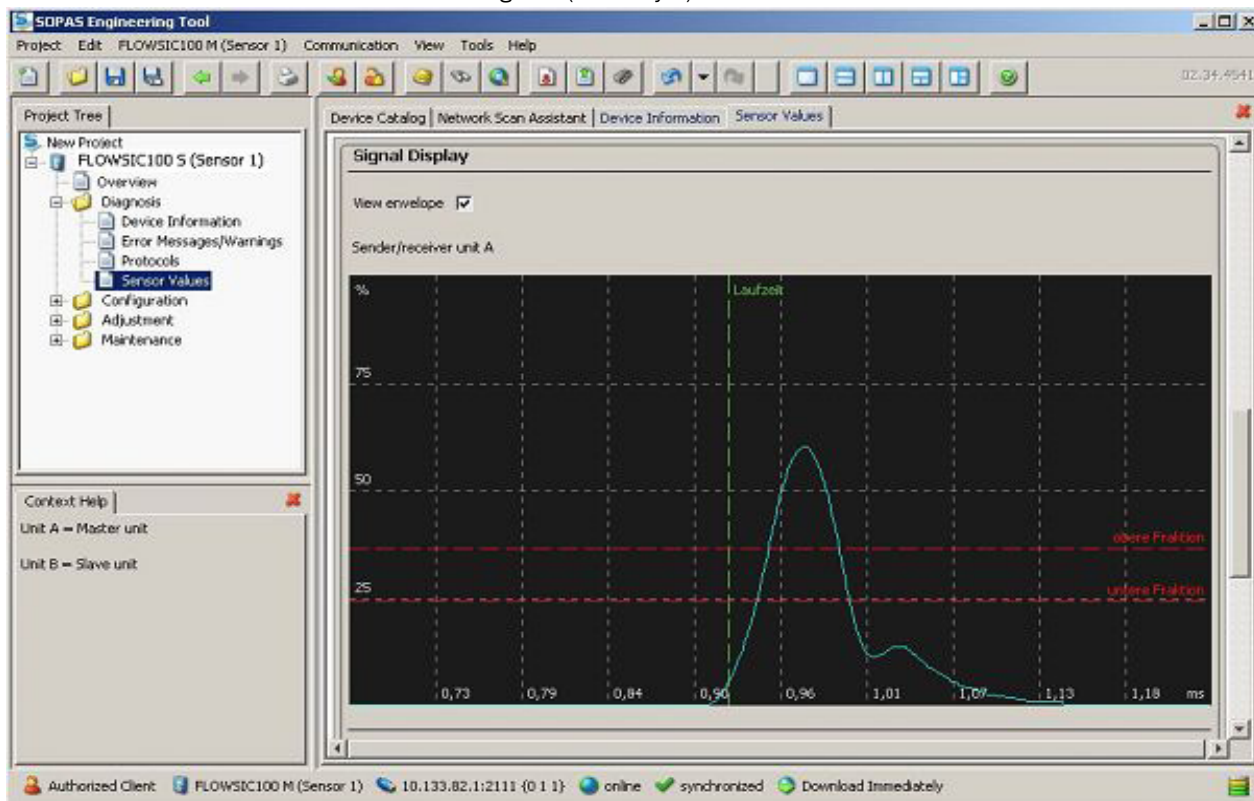 SOPAS Engineering Tool
Project Edit FLOWSIC100 M (Sensor 1) Communication View Tools Help
02.34.4541
Project Tree
New Project
FLOWSIC100 S (Sensor 1)
Overview
Diagnosis
Device Information
Error Messages/Warnings
Protocols
Sensor Values
Configuration
Adjustment
Maintenance
Context Help
Unit A = Master unit
Unit B = Slave unit
Device Catalog Network Scan Assistant Device Information Sensor Values
Signal Display
View envelope
Sender/receiver unit A
%
Laufzeit
75
50
obere Fraktion
25
untere Fraktion
0,73 0,79 0,84 0,90 0,96 1,01 1,07 1,13 1,18 ms
Authorized Client FLOWSIC100 M (Sensor 1) 10.133.82.1:2111 {0 1 1} online synchronized Download Immediately